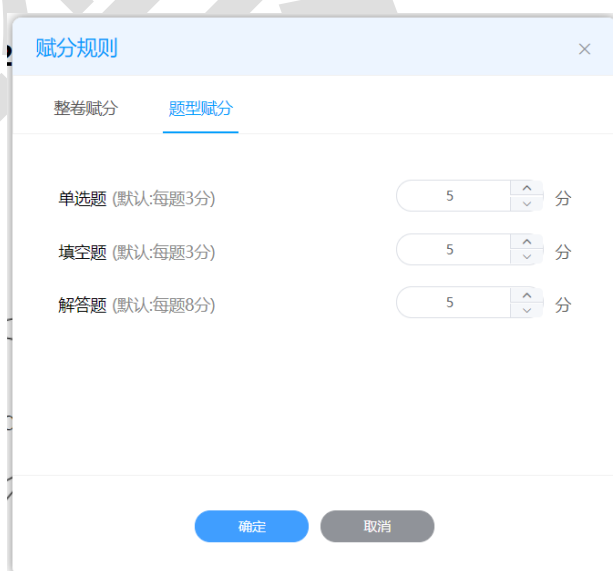 赋分规则
整卷赋分 题型赋分
单选题 (默认:每题3分) 5 分
填空题 (默认:每题3分) 5 分
解答题 (默认:每题8分) 5 分
确定 取消